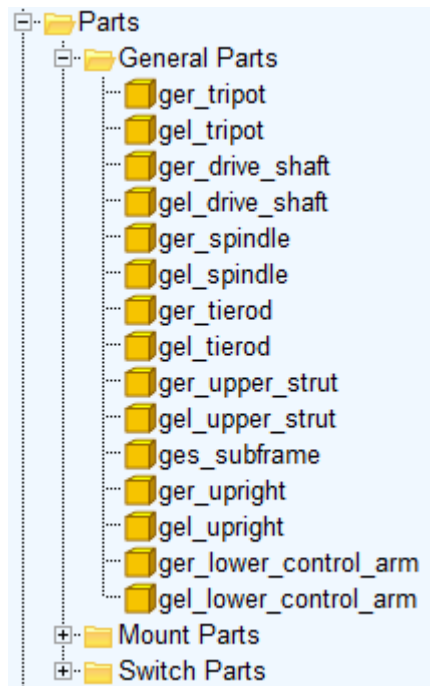 Parts
General Parts
ger_tripot
gel_tripot
ger_drive_shaft
gel_drive_shaft
ger_spindle
gel_spindle
ger_tierod
gel_tierod
ger_upper_strut
gel_upper_strut
ges_subframe
ger_upright
gel_upright
ger_lower_control_arm
gel_lower_control_arm
Mount Parts
Switch Parts